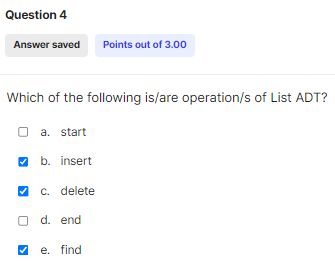 Question 4
Answer saved Points out of 3.00
Which of the following is/are operation/s of List ADT?
a. start
b. insert
c. delete
d. end
e. find